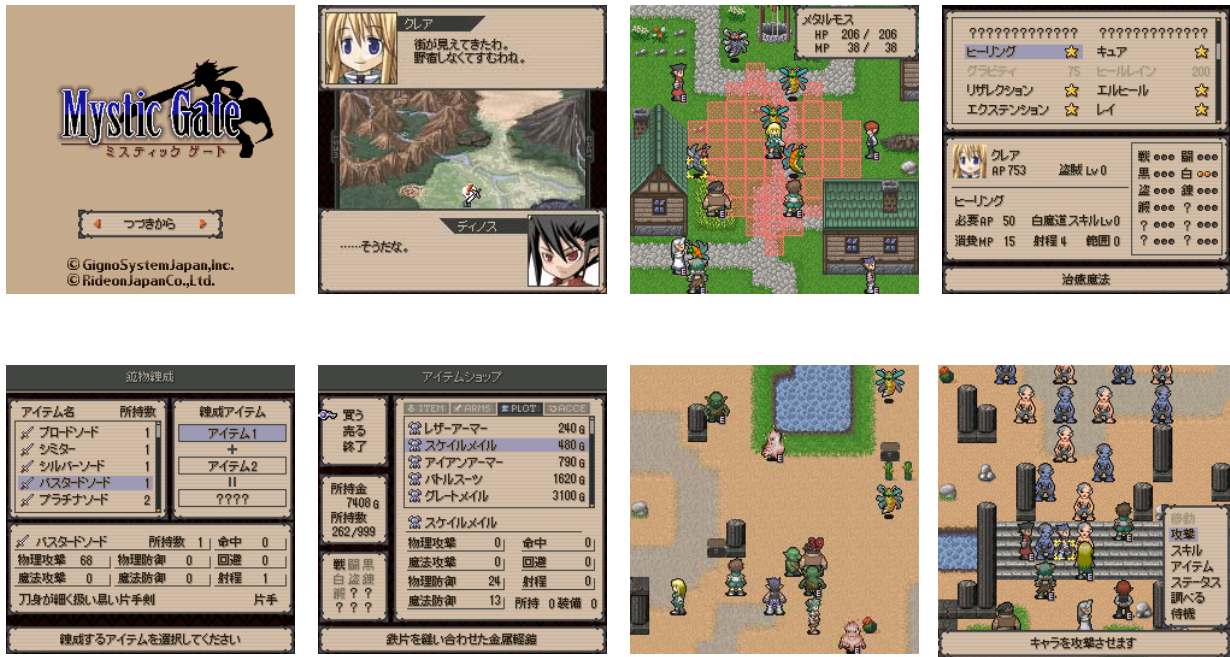 Mystic Gate
ミスティック ゲート
つづきから
© GignoSystemJapan,Inc.
© RideonJapanCo.,Ltd.
クレア
街が見えてきたわ。
野宿しなくてすむわね。
ディノス
……そうだな。
メタルモス
HP 206 / 206
MP 38 / 38
????????????? ?????????????
ヒーリング キュア
グラビティ 75 ヒールレイン 200
リザレクション エルヒール
エクステンション レイ
クレア
AP 753 盗賊 Lv 0
ヒーリング
必要AP 50 白魔道スキルLv0
消費MP 15 射程 4 範囲 0
戦 闘
黒 白
盗 錬
鍛 ?
? ?
? ?
治癒魔法
鉱物錬成
アイテム名 所持数
ブロードソード 1
シミター 1
シルバーソード 1
バスタードソード 1
プラチナソード 2
錬成アイテム
アイテム1
+
アイテム2
=
????
バスタードソード 所持数 1 命中 0
物理攻撃 68 物理防御 0 回避 0
魔法攻撃 0 魔法防御 0 射程 1
刀身が細く扱い易い片手剣 片手
錬成するアイテムを選択してください
アイテムショップ
買う
売る
終了
所持金
7408 G
所持数
262/999
戦 闘 黒
白 盗 錬
鍛 ? ?
? ? ?
ITEM ARMS PLOT ACCE
レザーアーマー 240 G
スケイルメイル 480 G
アイアンアーマー 790 G
バトルスーツ 1620 G
グレートメイル 3100 G
スケイルメイル
物理攻撃 0 命中 0
魔法攻撃 0 回避 0
物理防御 24 射程 0
魔法防御 13 所持 0 装備 0
鉄片を縫い合わせた金属軽鎧
移動
攻撃
スキル
アイテム
ステータス
調べる
待機
キャラを攻撃させます